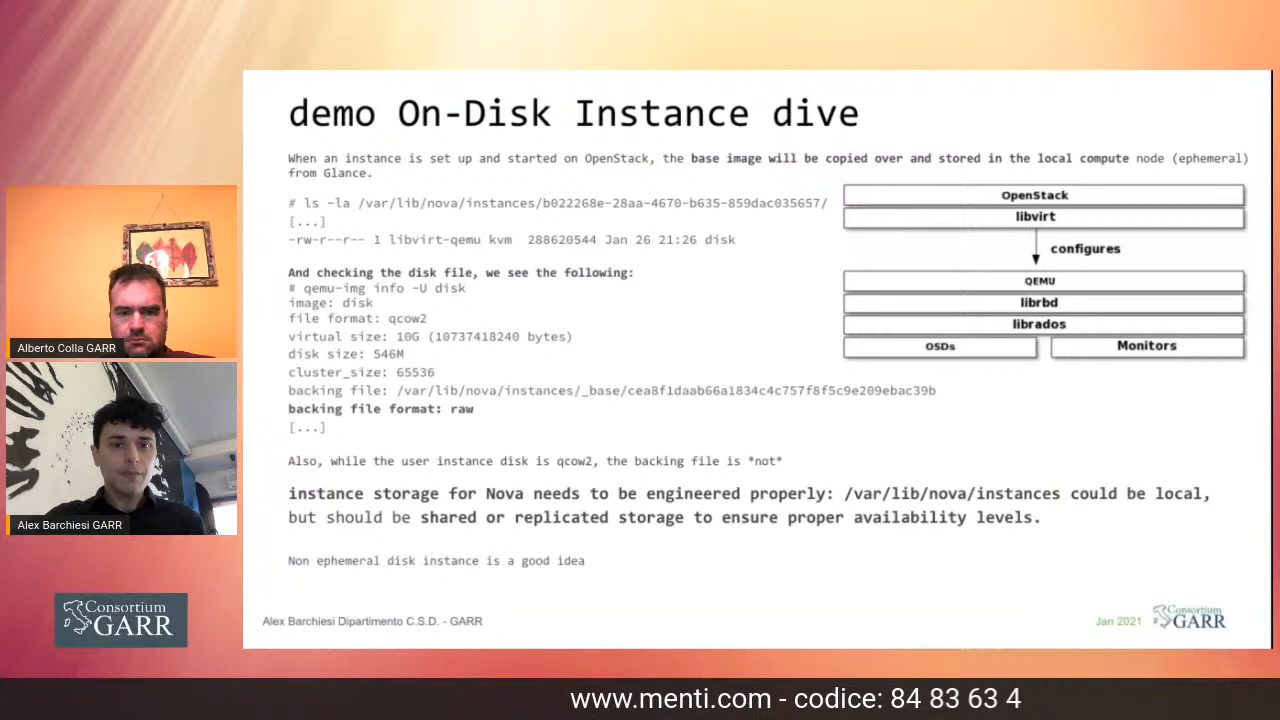 demo On-Disk Instance dive
When an instance is set up and started on OpenStack, the base image will be copied over and stored in the local compute node (ephemeral)
from Glance.
# ls -la /var/lib/nova/instances/b022268e-28aa-4670-b635-859dac035657/
[...]
-rw-r--r-- 1 libvirt-qemu kvm  288620544 Jan 26 21:26 disk
And checking the disk file, we see the following:
# qemu-img info -U disk
image: disk
file format: qcow2
virtual size: 10G (10737418240 bytes)
disk size: 546M
cluster_size: 65536
backing file: /var/lib/nova/instances/_base/cea8f1daab66a1834c4c757f8f5c9e209ebac39b
backing file format: raw
[...]
Also, while the user instance disk is qcow2, the backing file is *not*
instance storage for Nova needs to be engineered properly: /var/lib/nova/instances could be local,
but should be shared or replicated storage to ensure proper availability levels.
Non ephemeral disk instance is a good idea
OpenStack
libvirt
configures
QEMU
librbd
librados
OSDs
Monitors
Alex Barchiesi Dipartimento C.S.D. - GARR
Jan 2021
Consortium
GARR
Alberto Colla GARR
Alex Barchiesi GARR
Consortium
GARR
www.menti.com - codice: 84 83 63 4